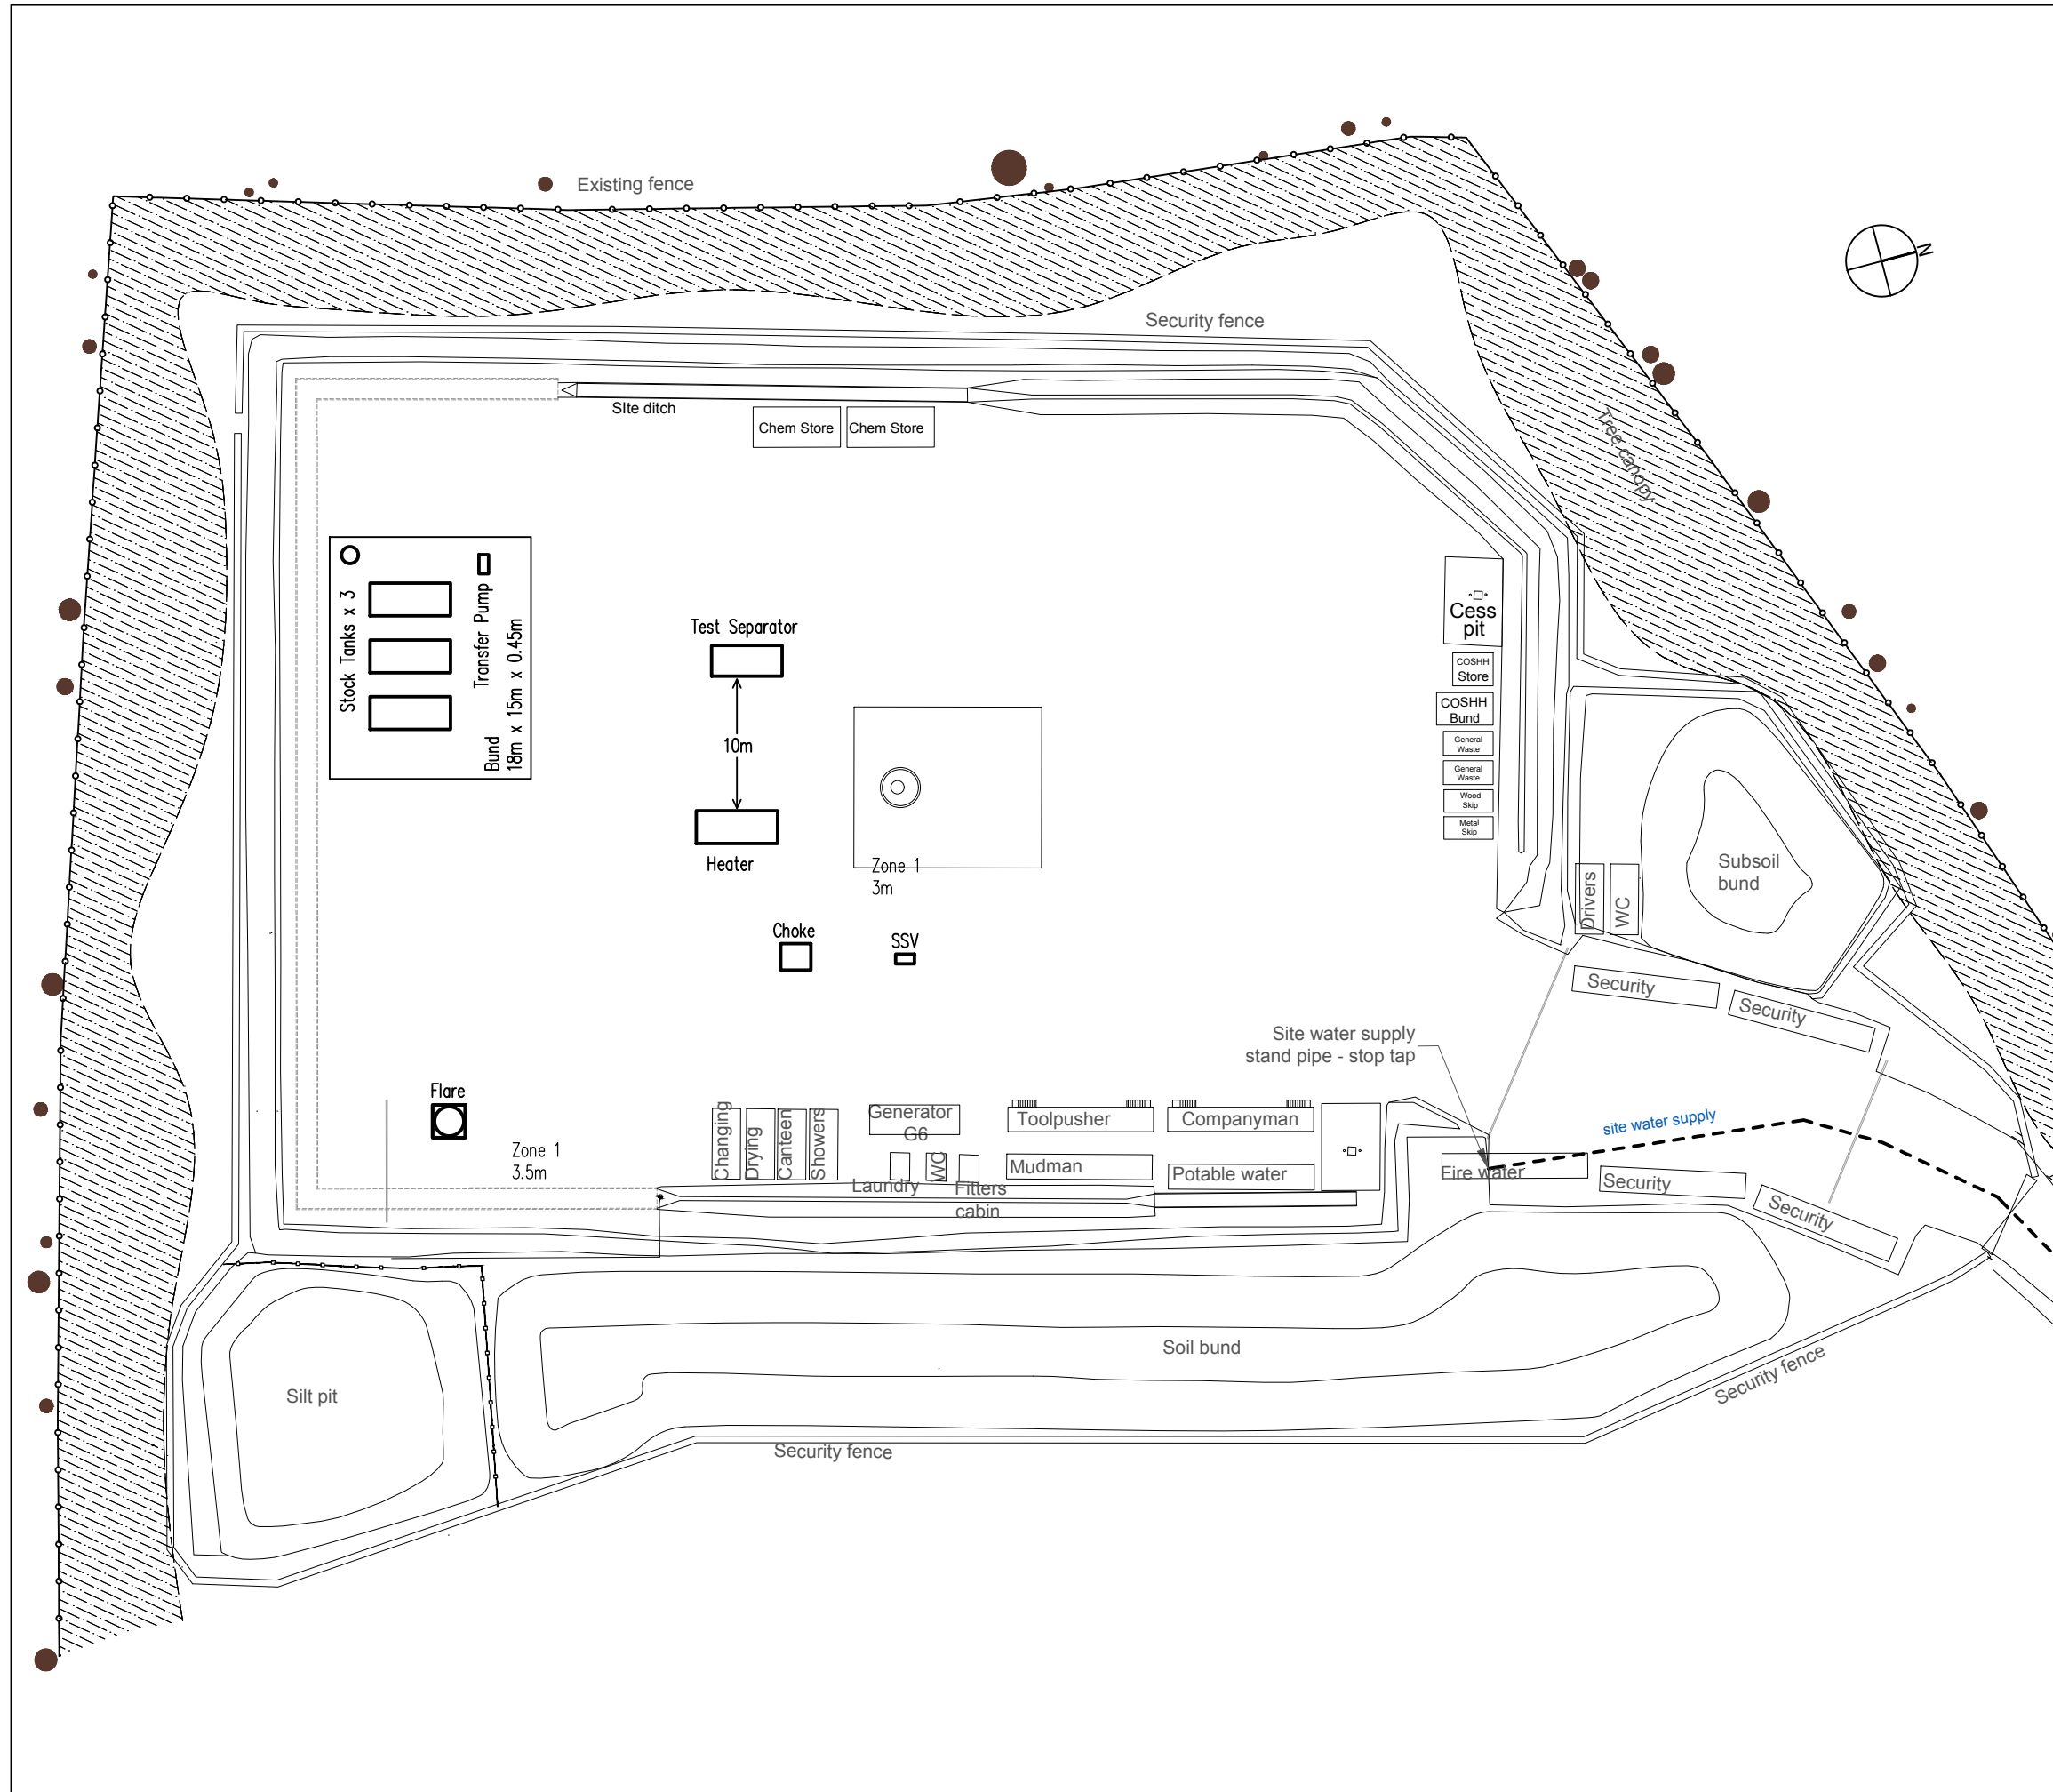 Existing fence
N
Security fence
SIte ditch
Chem Store
Chem Store
Tree canopy
Stock Tanks x 3
Transfer Pump
Bund
18m x 15m x 0.45m
Test Separator
10m
Heater
Zone 1
3m
Choke
SSV
Cess
pit
COSHH
Store
COSHH
Bund
General
Waste
General
Waste
Wood
Skip
Metal
Skip
Drivers
WC
Subsoil
bund
Security
Security
Site water supply
stand pipe - stop tap
site water supply
Flare
Zone 1
3.5m
Changing
Drying
Canteen
Showers
Generator
G6
Toolpusher
Companyman
Laundry
WC
Fitters
cabin
Mudman
Potable water
Fire water
Security
Security
Silt pit
Soil bund
Security fence
Security fence